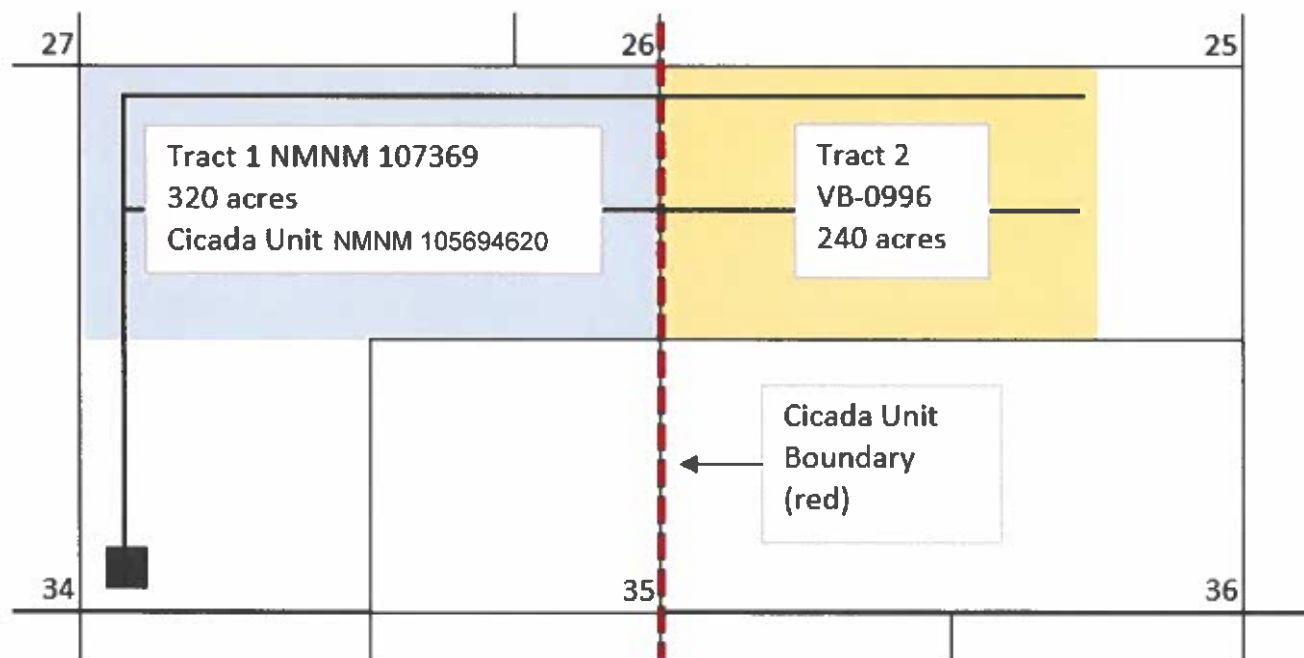 27
26
25
Tract 1 NMNM 107369
320 acres
Cicada Unit NMNM 105694620
Tract 2
VB-0996
240 acres
Cicada Unit
Boundary
(red)
34
35
36